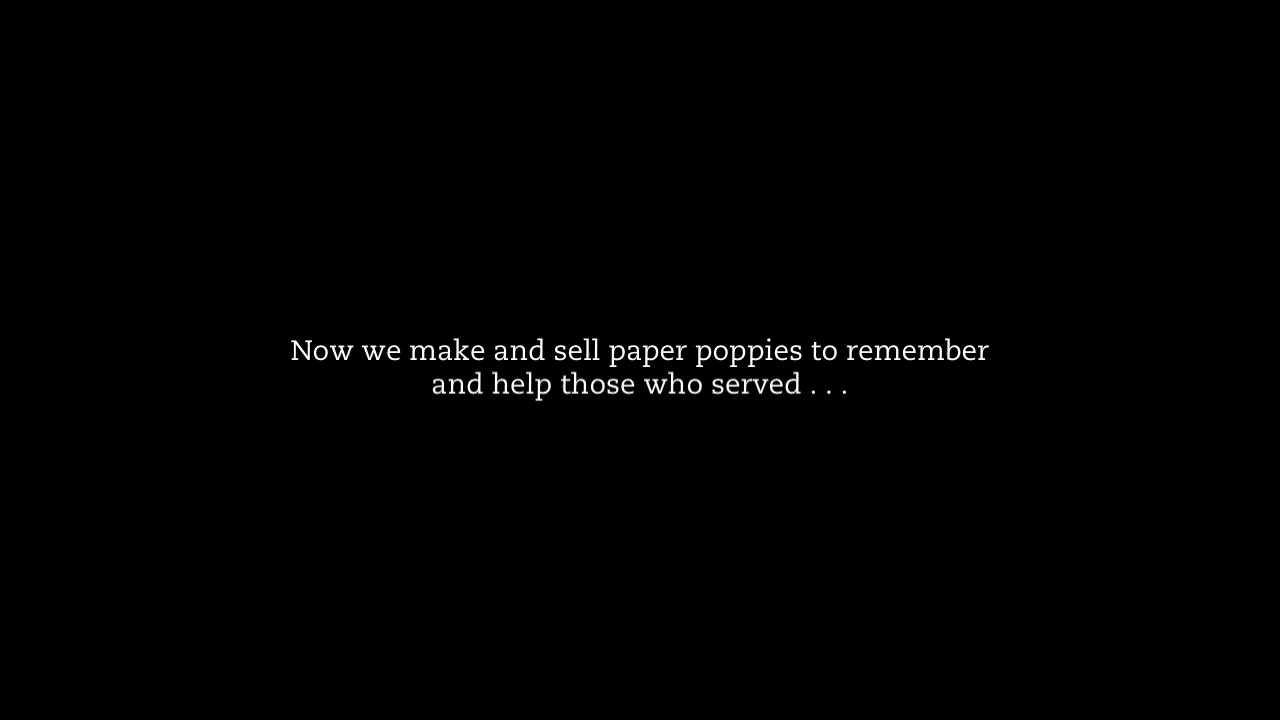 Now we make and sell paper poppies to remember
and help those who served . . .